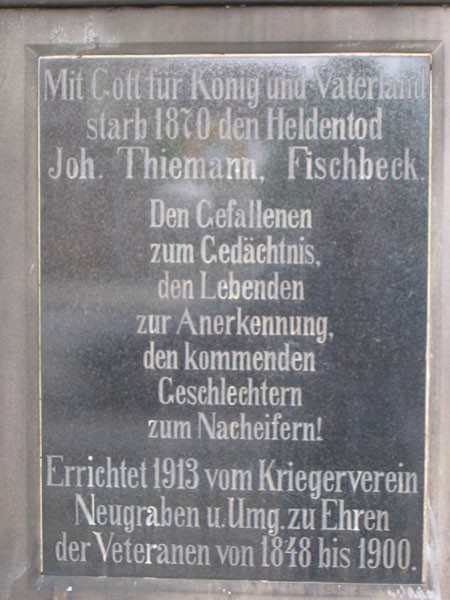 Mit Gott für König und Vaterland
starb 1870 den Heldentod
Joh. Thiemann, Fischbeck.
Den Gefallenen
zum Gedächtnis,
den Lebenden
zur Anerkennung,
den kommenden
Geschlechtern
zum Nacheifern!
Errichtet 1913 vom Kriegerverein
Neugraben u. Umg. zu Ehren
der Veteranen von 1848 bis 1900.